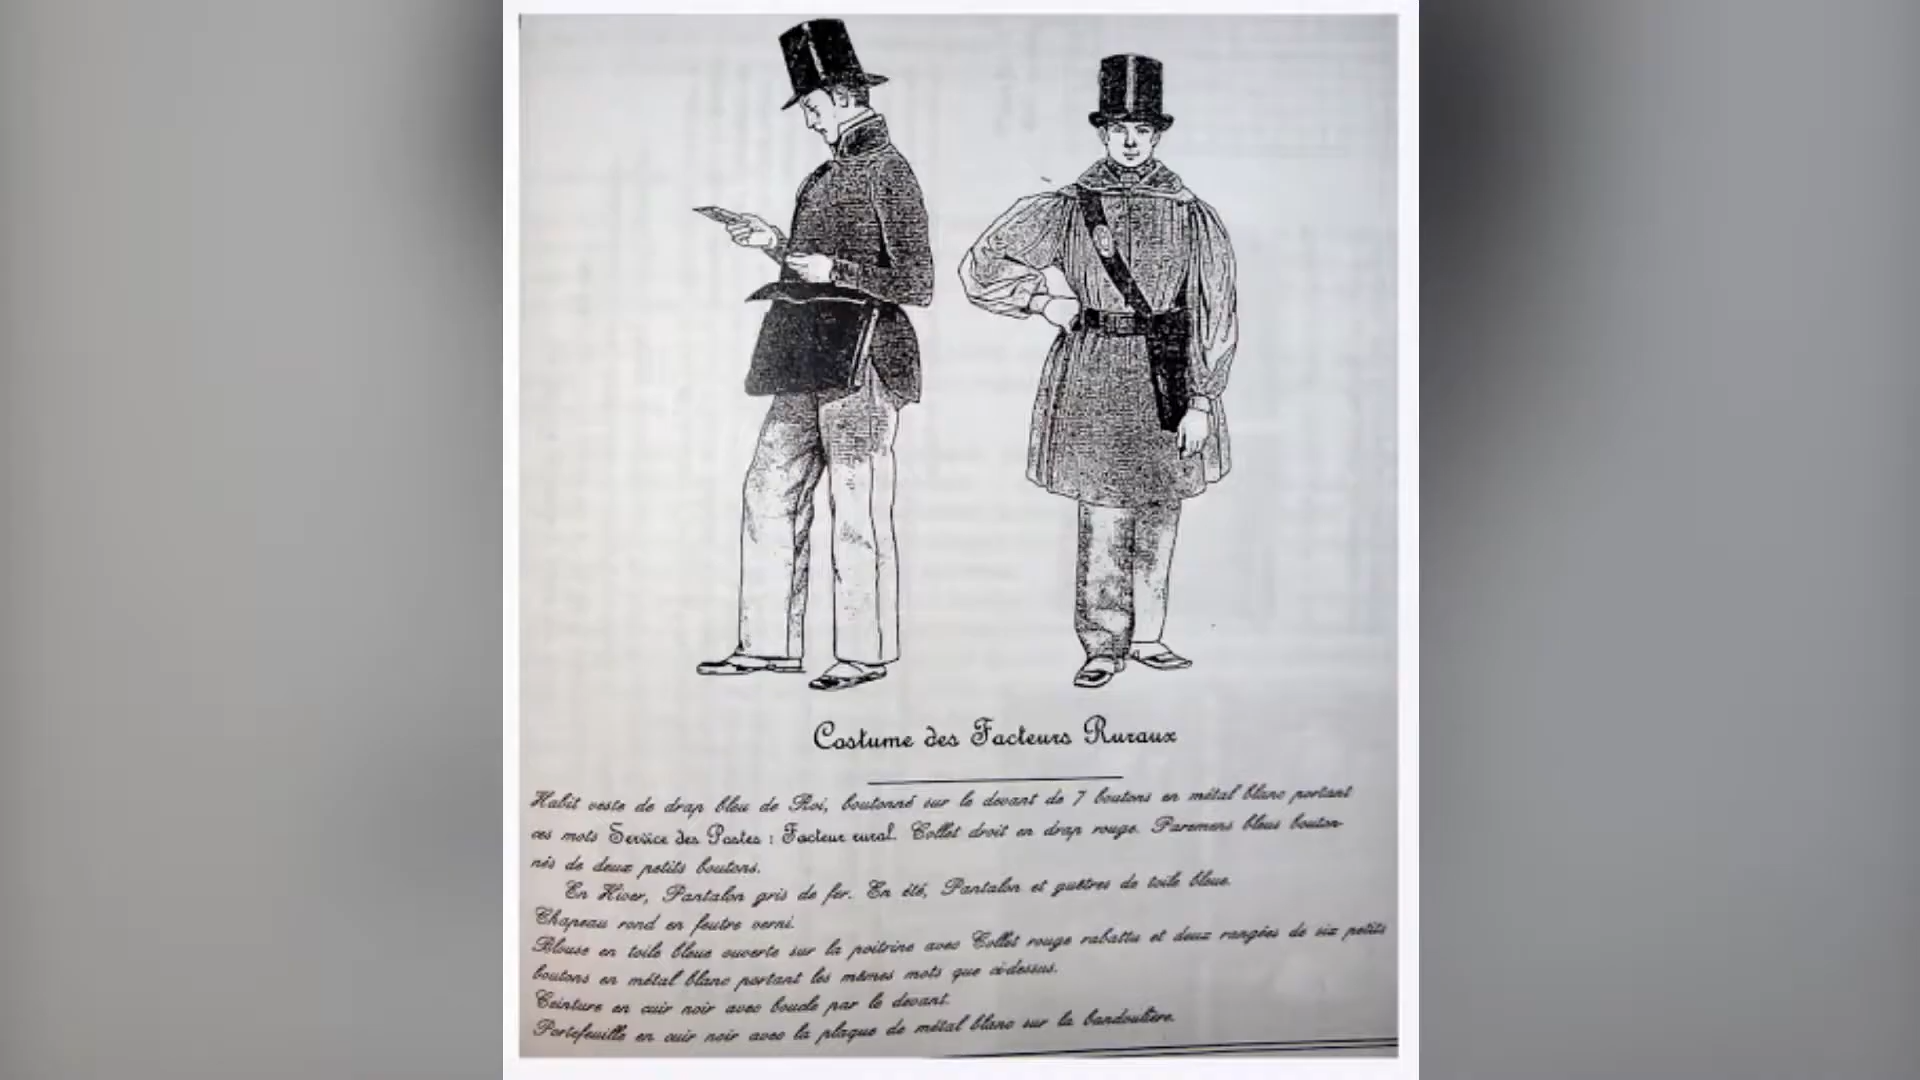 Costume des Facteurs Ruraux
Habit veste de drap bleu de Roi, boutonné sur le devant de 7 boutons en métal blanc portant
ces mots Service des Postes : Facteur rural. Collet droit en drap rouge. Paremens bleus bouton-
nés de deux petits boutons.
En Hiver, Pantalon gris de fer. En été, Pantalon et guêtres de toile bleue.
Chapeau rond en feutre verni.
Blouse en toile bleue ouverte sur la poitrine avec Collet rouge rabattu et deux rangées de six petits
boutons en métal blanc portant les mêmes mots que ci-dessus.
Ceinture en cuir noir avec boucle par le devant.
Portefeuille en cuir noir avec la plaque de métal blanc sur la bandoulière.